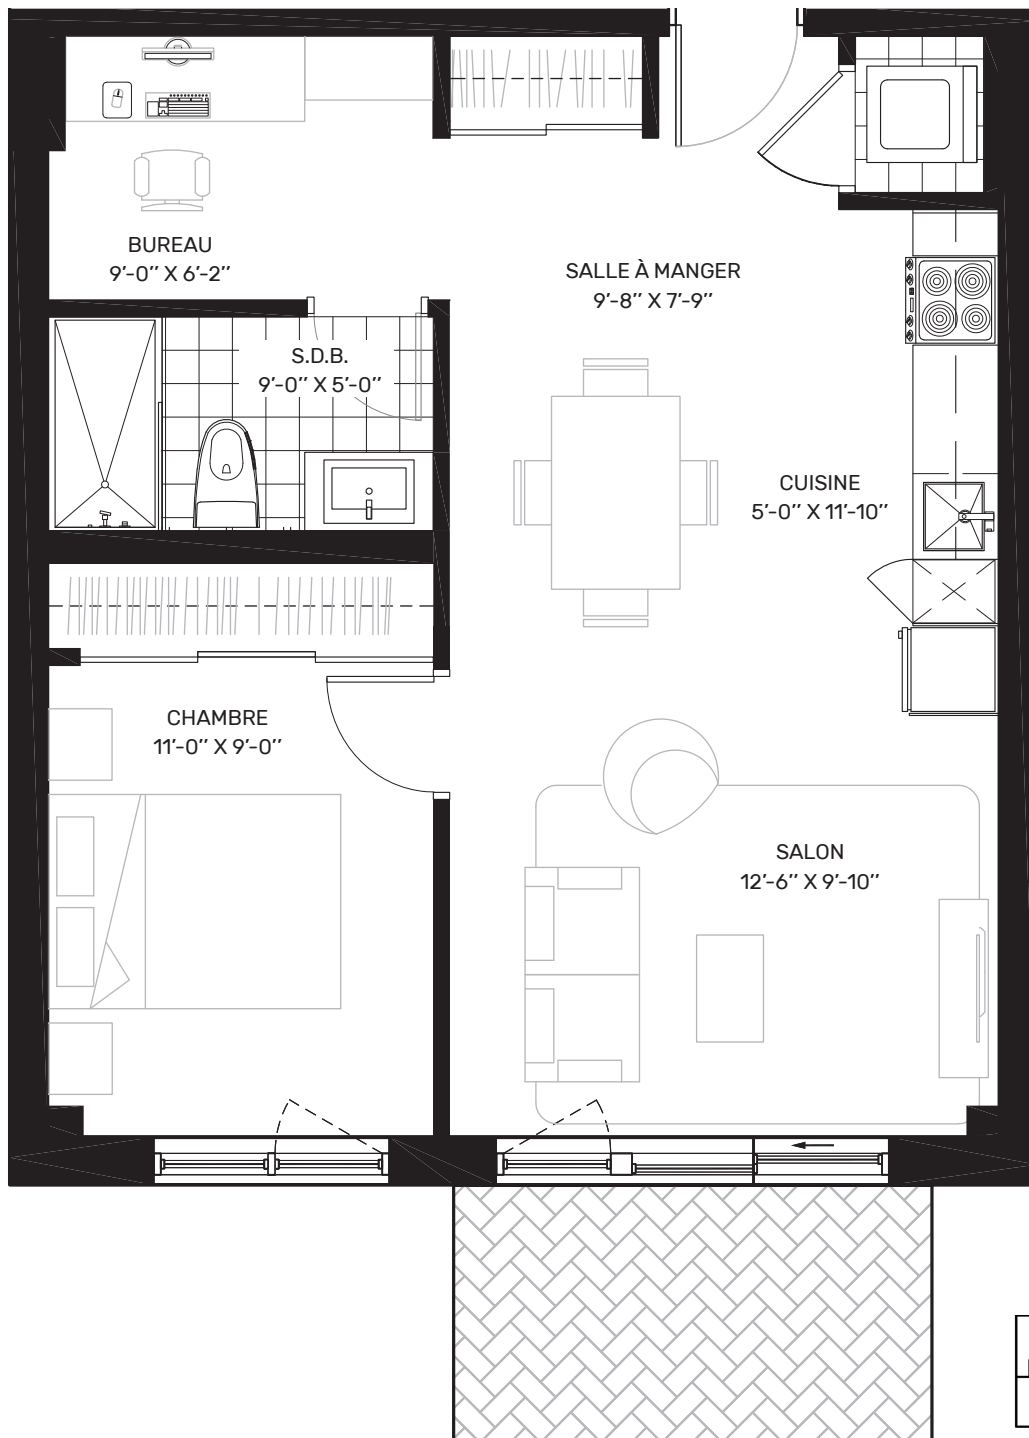 BUREAU
9'-0'' X 6'-2''
SALLE À MANGER
9'-8'' X 7'-9''
S.D.B.
9'-0'' X 5'-0''
CUISINE
5'-0'' X 11'-10''
CHAMBRE
11'-0'' X 9'-0''
SALON
12'-6'' X 9'-10''